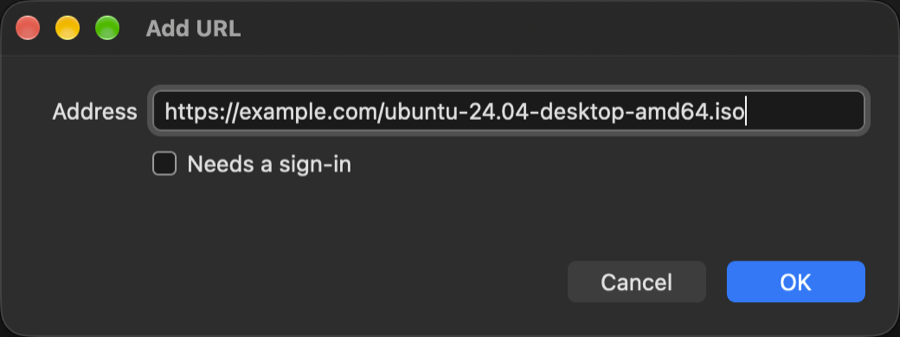 Add URL
Address https://example.com/ubuntu-24.04-desktop-amd64.iso
Needs a sign-in
Cancel OK